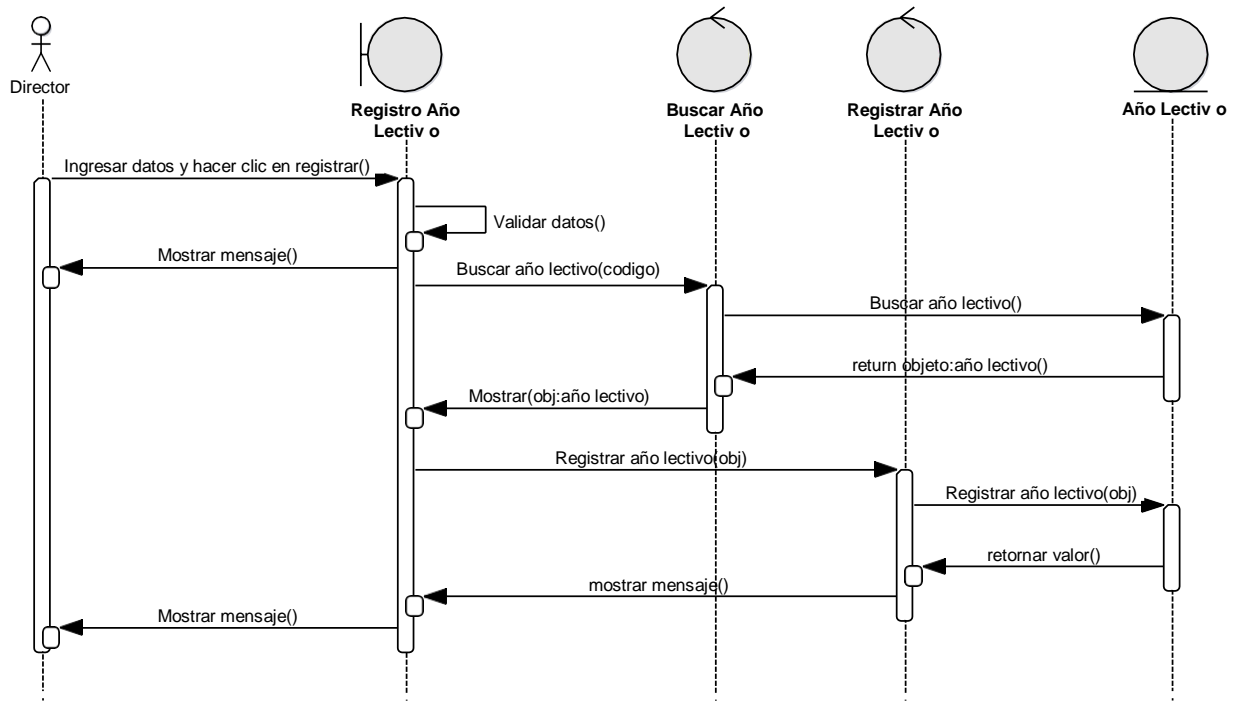 Director
Registro Año
Lectiv o
Buscar Año
Lectiv o
Registrar Año
Lectiv o
Año Lectiv o
Ingresar datos y hacer clic en registrar()
Validar datos()
Mostrar mensaje()
Buscar año lectivo(codigo)
Buscar año lectivo()
return objeto:año lectivo()
Mostrar(obj:año lectivo)
Registrar año lectivo(obj)
Registrar año lectivo(obj)
retornar valor()
mostrar mensaje()
Mostrar mensaje()